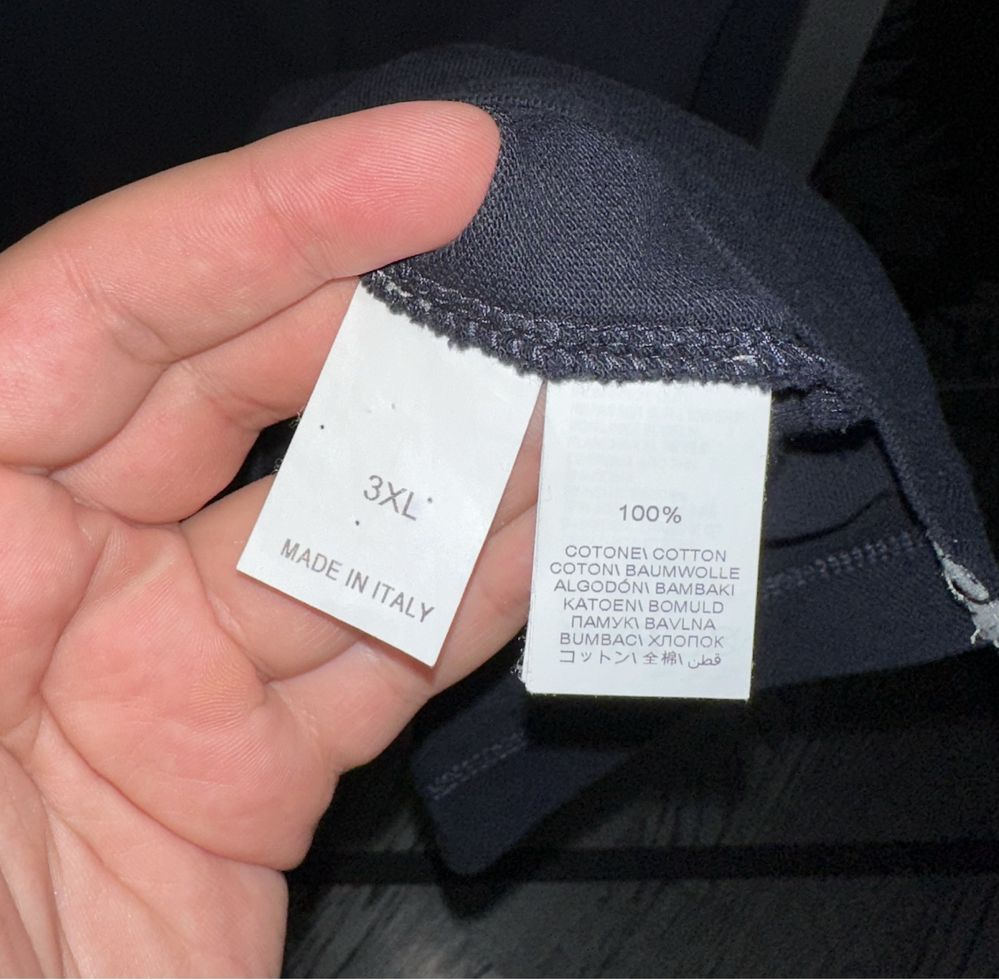 3XL
MADE IN ITALY
100%
COTONE\ COTTON
COTON\ BAUMWOLLE
ALGODÓN\ BAMBAKI
KATOEN\ BOMULD
ПАМУК\ BAVLNA
BUMBAC\ ХЛОПОК
コットン\ 全棉\ قطن